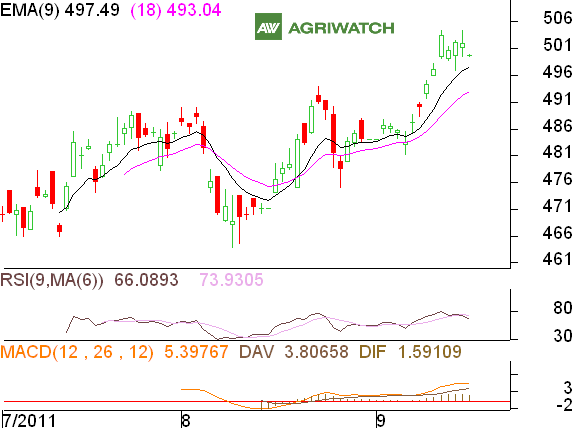 EMA(9) 497.49 (18) 493.04
AW AGRIWATCH
506
501
496
491
486
481
476
471
466
461
RSI(9,MA(6)) 66.0893 73.9305
80
30
MACD(12 , 26 , 12) 5.39767 DAV 3.80658 DIF 1.59109
3
-2
7/2011 8 9